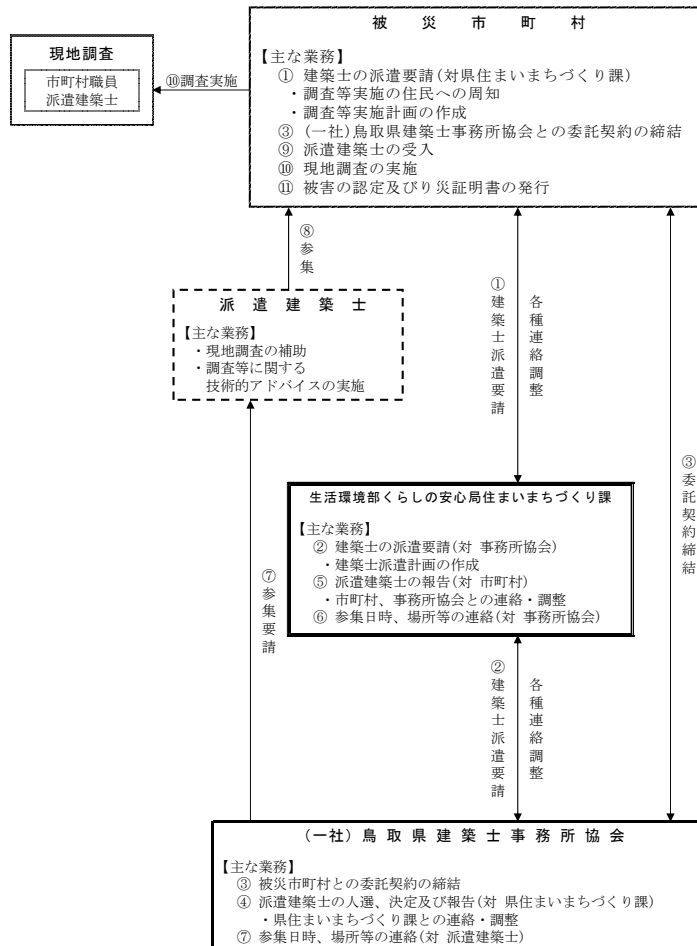 被災市町村
【主な業務】
① 建築士の派遣要請(対県住まいまちづくり課)
・調査等実施の住民への周知
・調査等実施計画の作成
③ (一社)鳥取県建築士事務所協会との委託契約の締結
⑨ 派遣建築士の受入
⑩ 現地調査の実施
⑪ 被害の認定及びり災証明書の発行
現地調査
市町村職員
派遣建築士
⑩調査実施
⑧参集
派遣建築士
【主な業務】
・現地調査の補助
・調査等に関する
技術的アドバイスの実施
①建築士派遣要請
各種連絡調整
③委託契約締結
生活環境部くらしの安心局住まいまちづくり課
【主な業務】
② 建築士の派遣要請(対 事務所協会)
・建築士派遣計画の作成
⑤ 派遣建築士の報告(対 市町村)
・市町村、事務所協会との連絡・調整
⑥ 参集日時、場所等の連絡(対 事務所協会)
⑦参集要請
②建築士派遣要請
各種連絡調整
(一社)鳥取県建築士事務所協会
【主な業務】
③ 被災市町村との委託契約の締結
④ 派遣建築士の人選、決定及び報告(対 県住まいまちづくり課)
・県住まいまちづくり課との連絡・調整
⑦ 参集日時、場所等の連絡(対 派遣建築士)